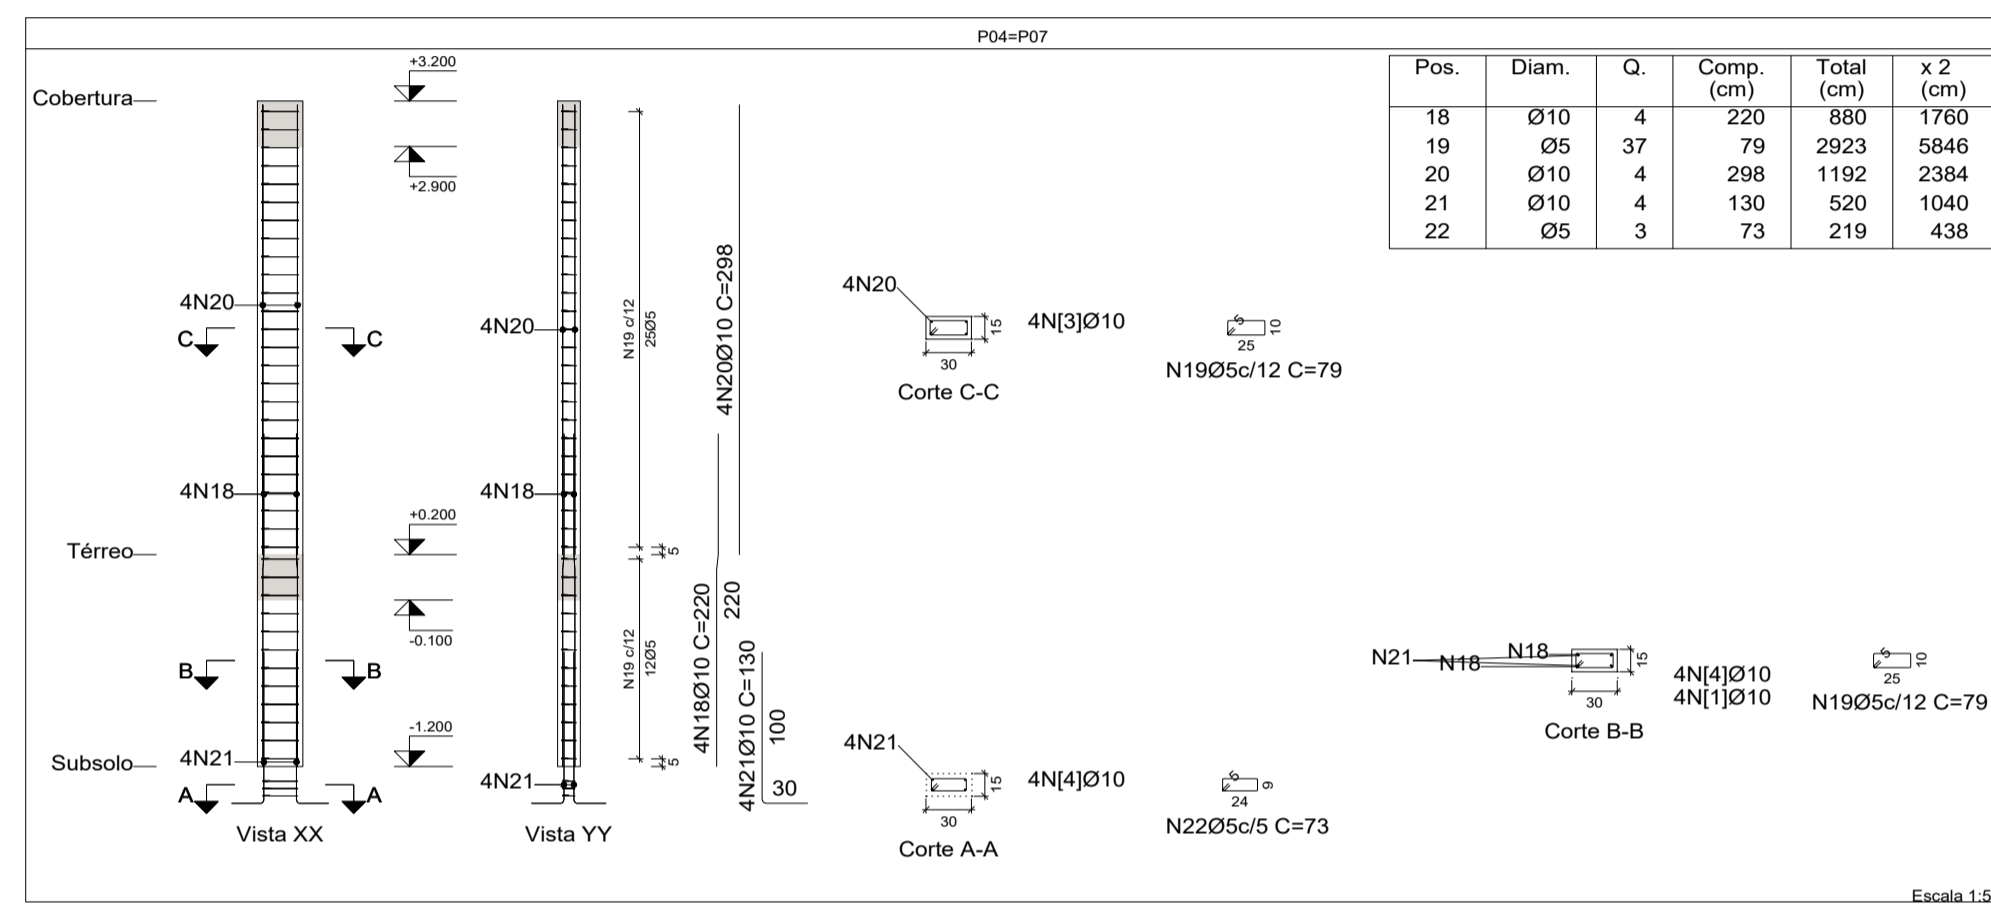 P04=P07
Pos. Diam. Q. Comp. (cm) Total (cm) x 2 (cm)
18 Ø10 4 220 880 1760
19 Ø5 37 79 2923 5846
20 Ø10 4 298 1192 2384
21 Ø10 4 130 520 1040
22 Ø5 3 73 219 438
Cobertura
+3.200
+2.900
4N20
C C
4N18
Térreo
+0.200
-0.100
B B
-1.200
Subsolo
4N21
A A
Vista XX
4N20
4N18
4N21
Vista YY
N19 c/12
25Ø5
5
N19 c/12
12Ø5
5
4N20Ø10 C=298
4N18Ø10 C=220
220
4N21Ø10 C=130
100
30
4N20
15
30
4N[3]Ø10
Corte C-C
5
10
25
N19Ø5c/12 C=79
4N21
15
30
4N[4]Ø10
Corte A-A
5
9
24
N22Ø5c/5 C=73
N21
N18
N18
15
30
4N[4]Ø10
4N[1]Ø10
Corte B-B
5
10
25
N19Ø5c/12 C=79
Escala 1:5